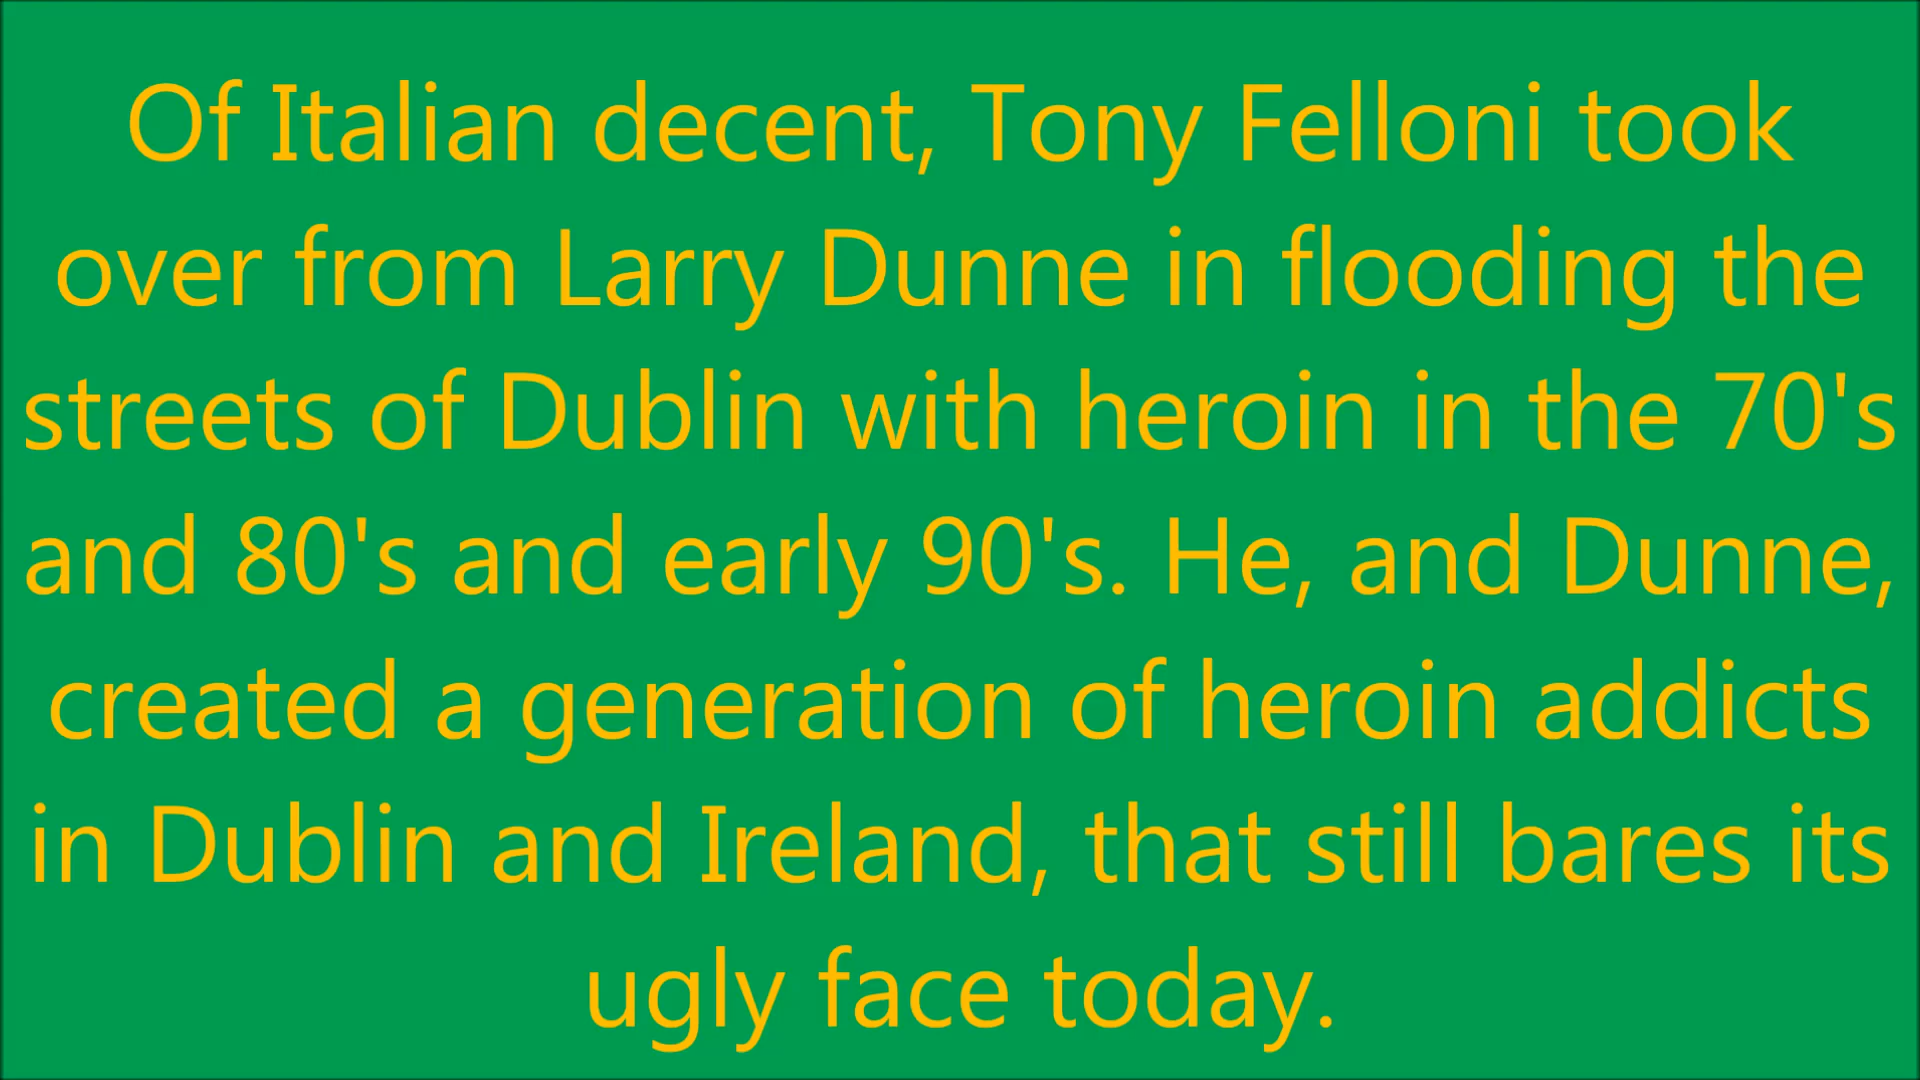 Of Italian decent, Tony Felloni took
over from Larry Dunne in flooding the
streets of Dublin with heroin in the 70's
and 80's and early 90's. He, and Dunne,
created a generation of heroin addicts
in Dublin and Ireland, that still bares its
ugly face today.